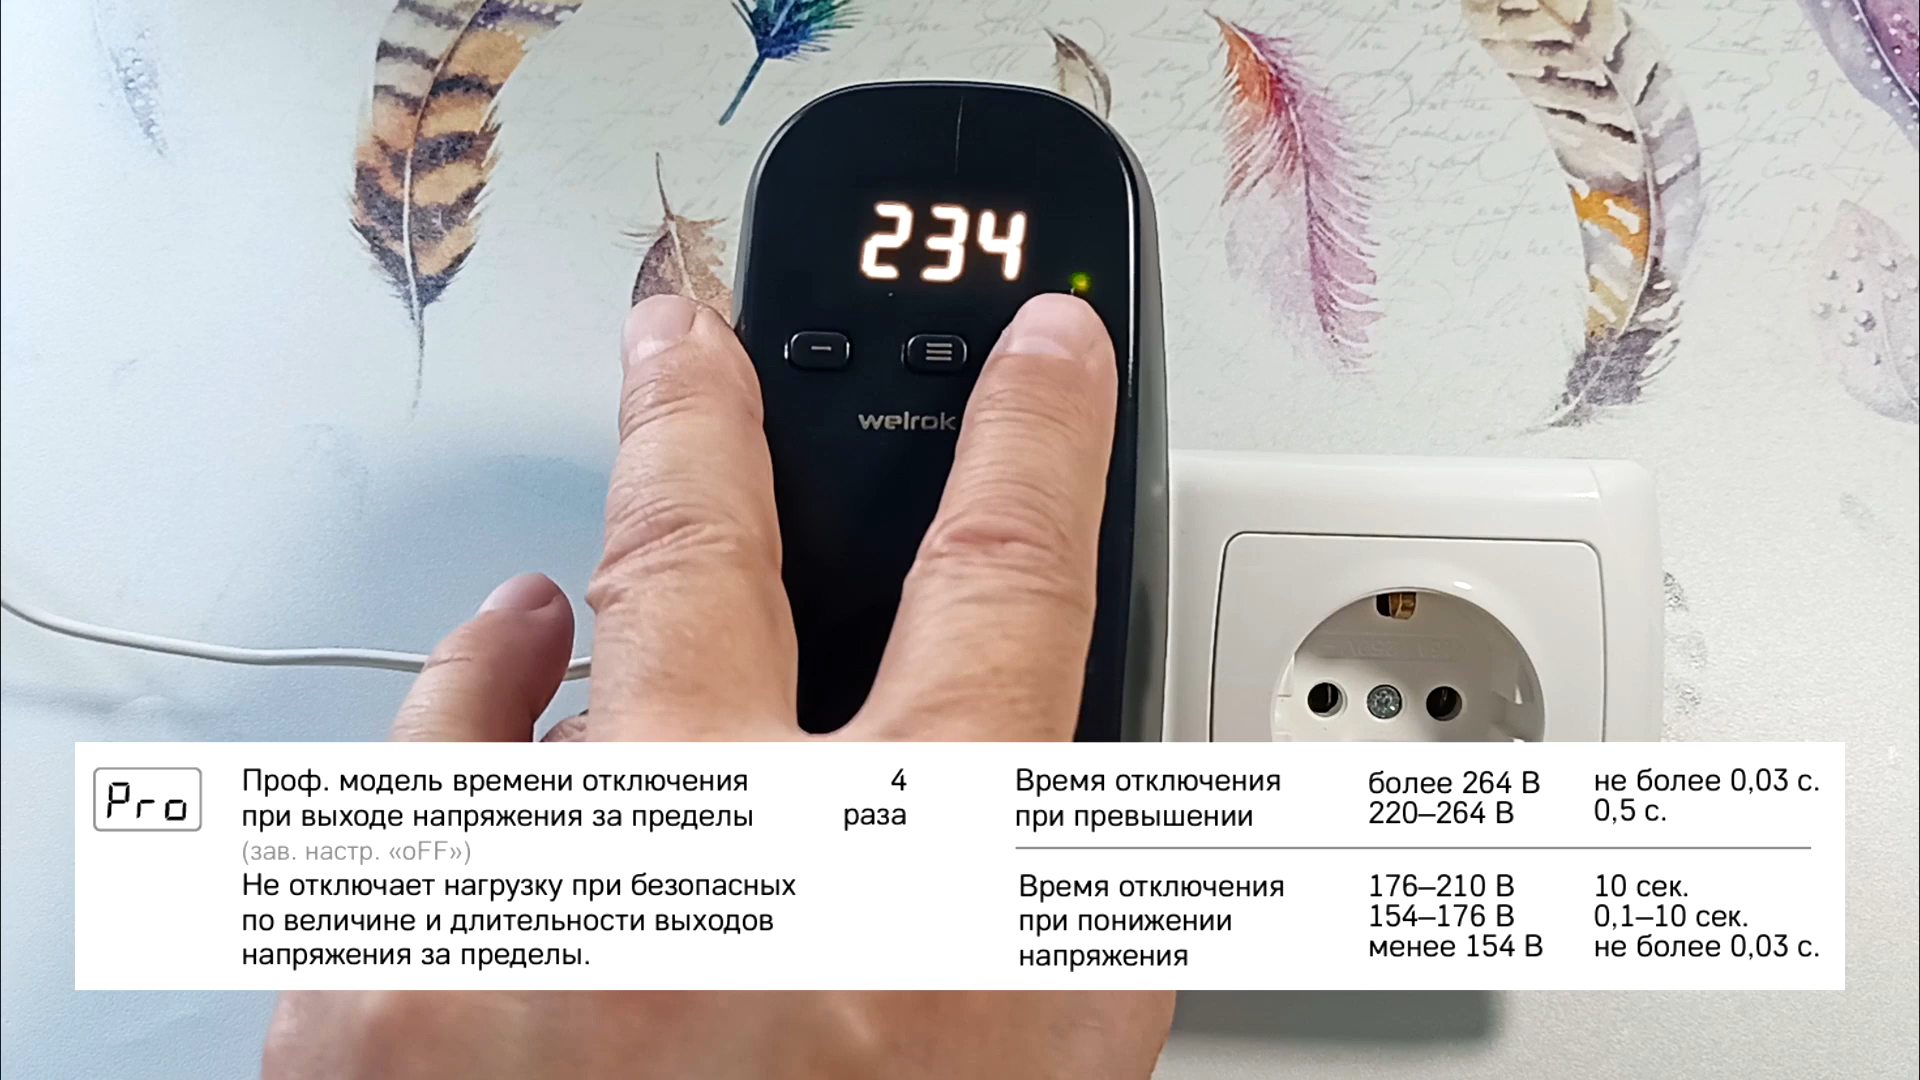 234
welrok
Pro
Проф. модель времени отключения
при выходе напряжения за пределы
(зав. настр. «oFF»)
Не отключает нагрузку при безопасных
по величине и длительности выходов
напряжения за пределы.
4
раза
Время отключения
при превышении
более 264 В не более 0,03 с.
220–264 В 0,5 с.
Время отключения
при понижении
напряжения
176–210 В 10 сек.
154–176 В 0,1–10 сек.
менее 154 В не более 0,03 с.